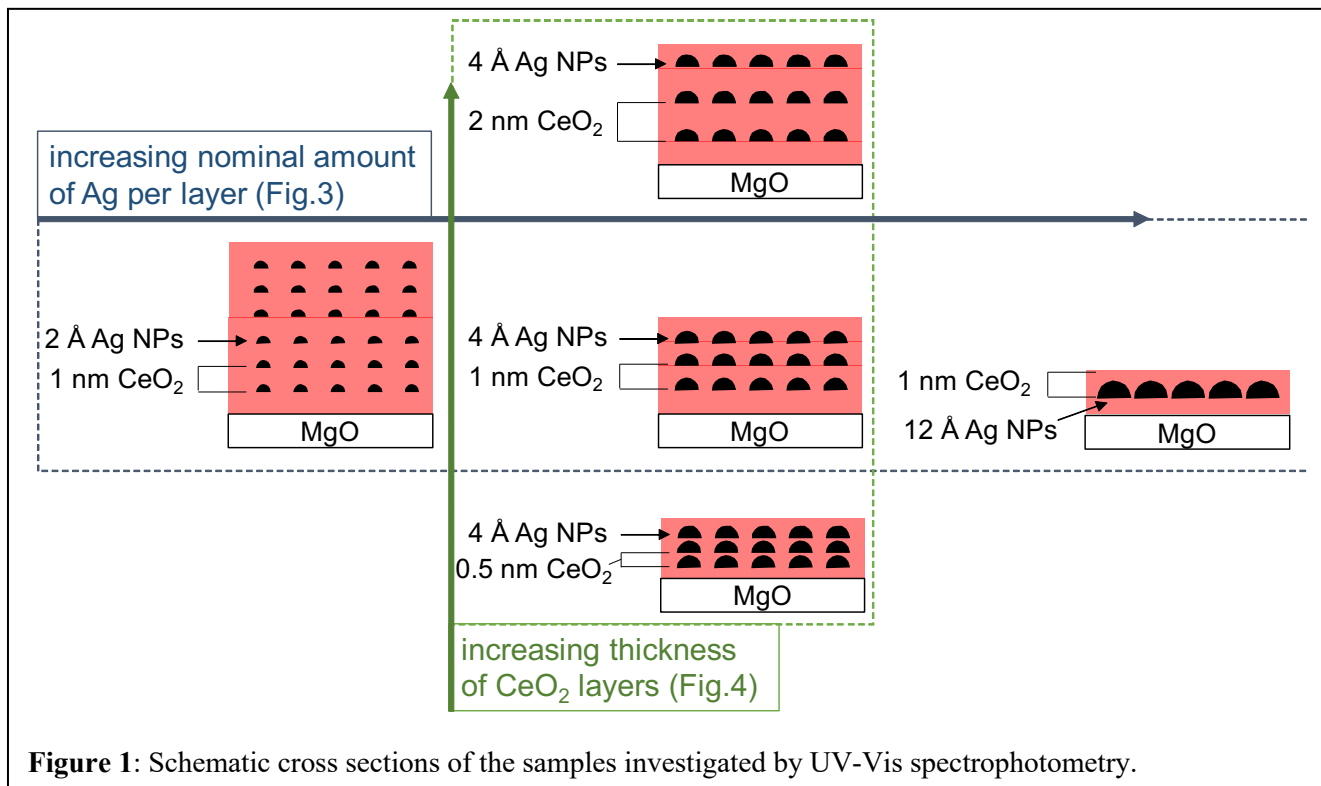 4 Å Ag NPs
2 nm CeO₂
MgO
increasing nominal amount
of Ag per layer (Fig.3)
2 Å Ag NPs
1 nm CeO₂
MgO
4 Å Ag NPs
1 nm CeO₂
MgO
1 nm CeO₂
12 Å Ag NPs
MgO
4 Å Ag NPs
0.5 nm CeO₂
MgO
increasing thickness
of CeO₂ layers (Fig.4)
Figure 1: Schematic cross sections of the samples investigated by UV-Vis spectrophotometry.